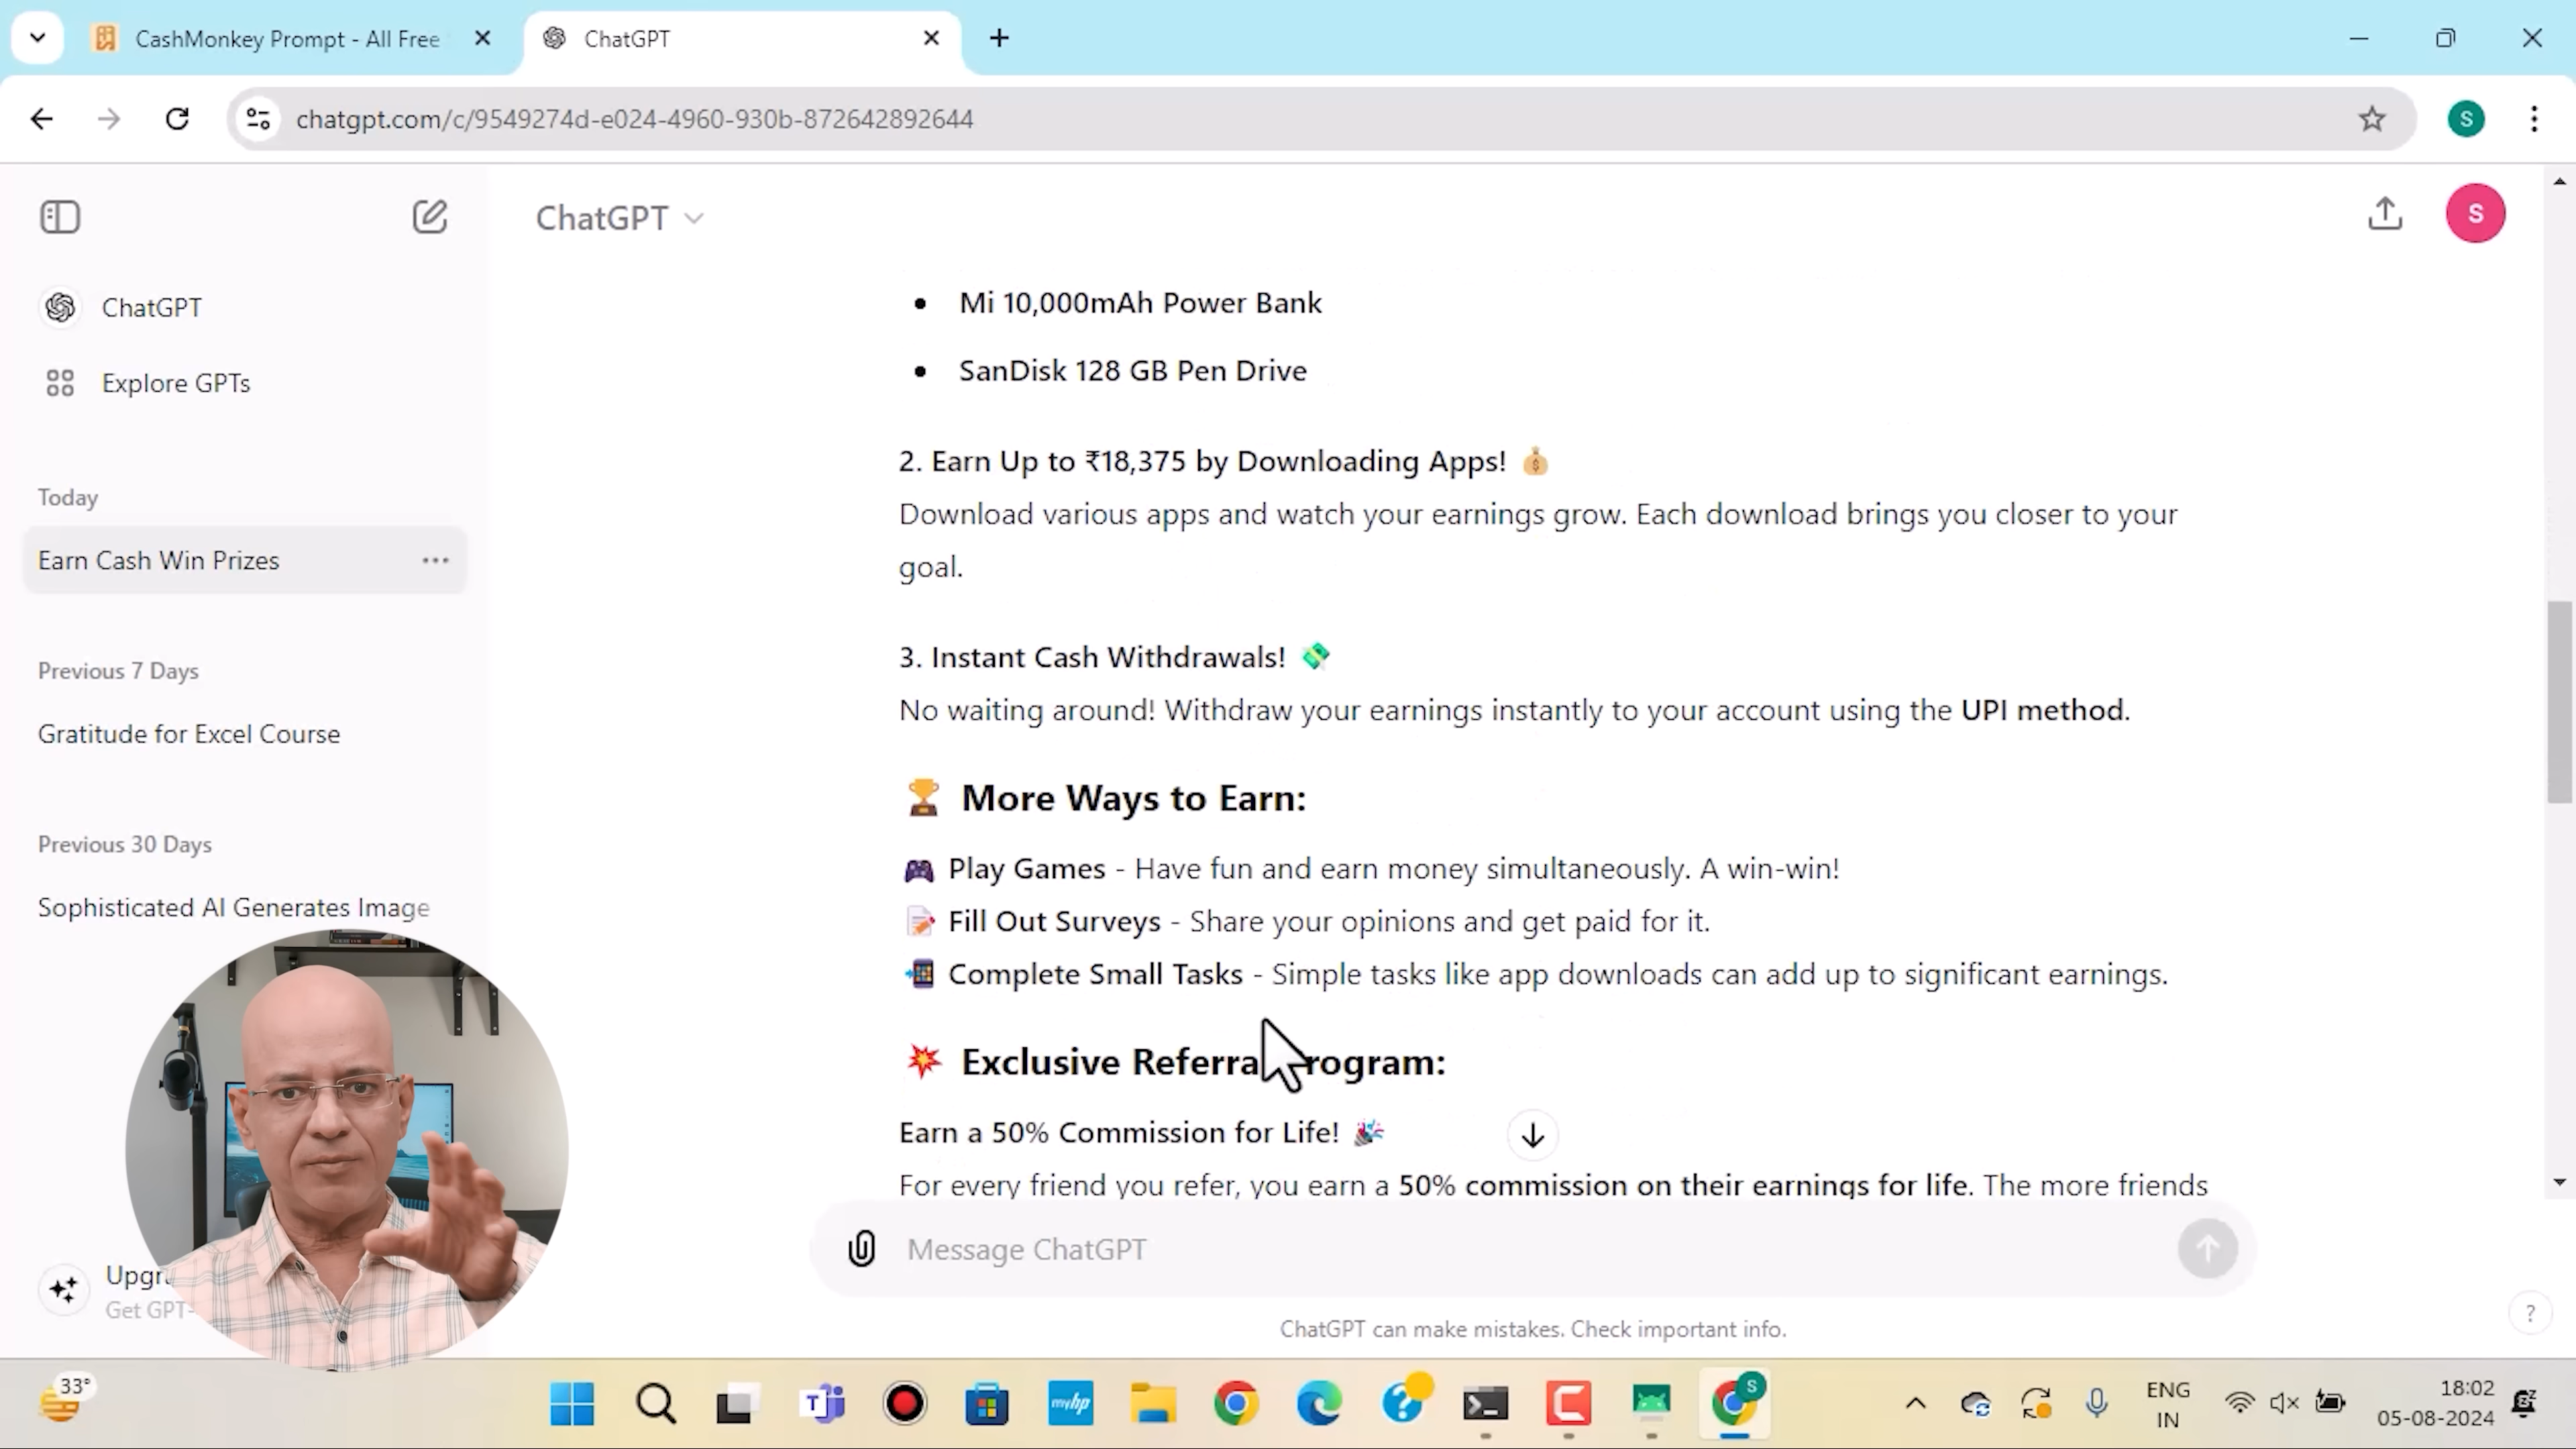 CashMonkey Prompt - All Free
ChatGPT
chatgpt.com/c/9549274d-e024-4960-930b-872642892644
S
ChatGPT
S
ChatGPT
Explore GPTs
Today
Earn Cash Win Prizes
Previous 7 Days
Gratitude for Excel Course
Previous 30 Days
Sophisticated AI Generates Image
Upgr
Get GPT-
• Mi 10,000mAh Power Bank
• SanDisk 128 GB Pen Drive
2. Earn Up to ₹18,375 by Downloading Apps! 💰
Download various apps and watch your earnings grow. Each download brings you closer to your
goal.
3. Instant Cash Withdrawals! 💸
No waiting around! Withdraw your earnings instantly to your account using the UPI method.
🏆 More Ways to Earn:
🎮 Play Games - Have fun and earn money simultaneously. A win-win!
📝 Fill Out Surveys - Share your opinions and get paid for it.
📲 Complete Small Tasks - Simple tasks like app downloads can add up to significant earnings.
💥 Exclusive Referra rogram:
Earn a 50% Commission for Life! 🎉
For every friend you refer, you earn a 50% commission on their earnings for life. The more friends
Message ChatGPT
ChatGPT can make mistakes. Check important info.
?
33°
myhp
S
ENG
IN
18:02
05-08-2024